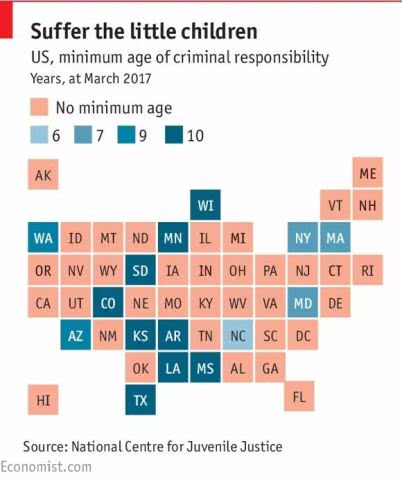 Suffer the little children
US, minimum age of criminal responsibility
Years, at March 2017
No minimum age
6 7 9 10
AK ME
WI VT NH
WA ID MT ND MN IL MI NY MA
OR NV WY SD IA IN OH PA NJ CT RI
CA UT CO NE MO KY WV VA MD DE
AZ NM KS AR TN NC SC DC
OK LA MS AL GA
HI TX FL
Source: National Centre for Juvenile Justice
Economist.com